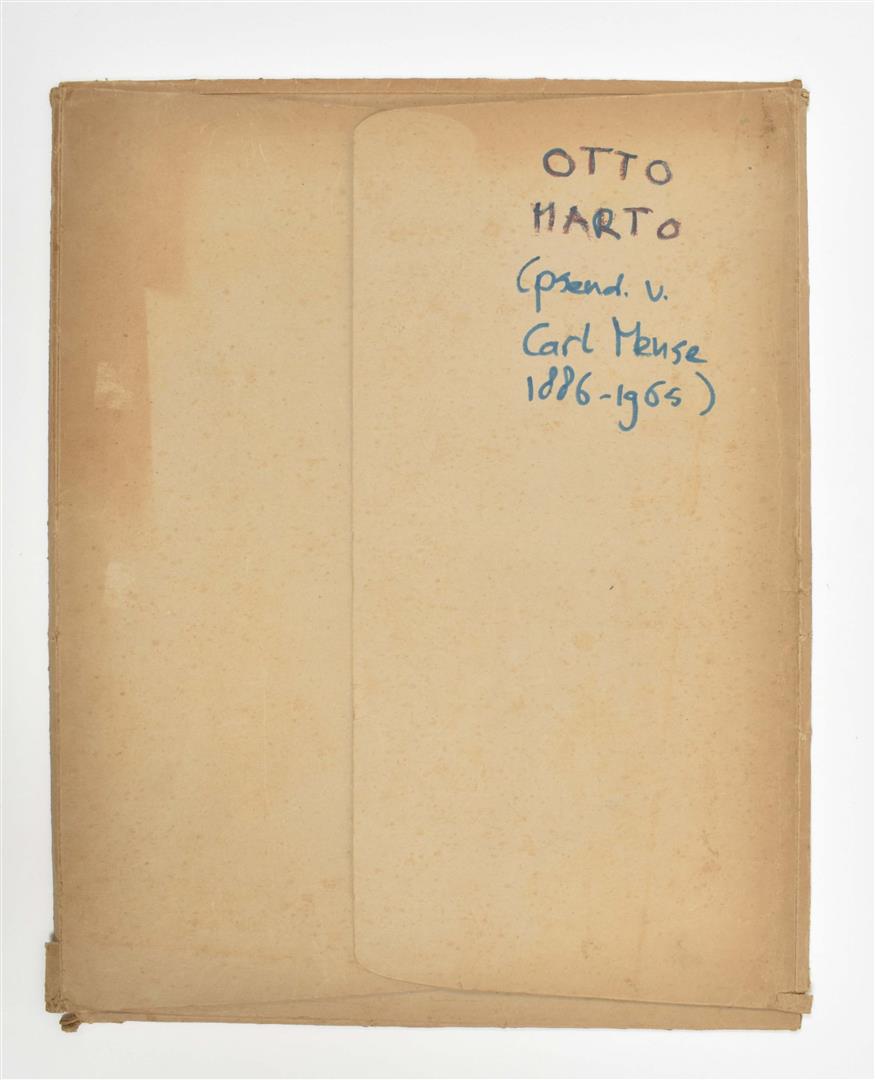 OTTO
MARTO
(pseud. v.
Carl Mense
1886-1965)